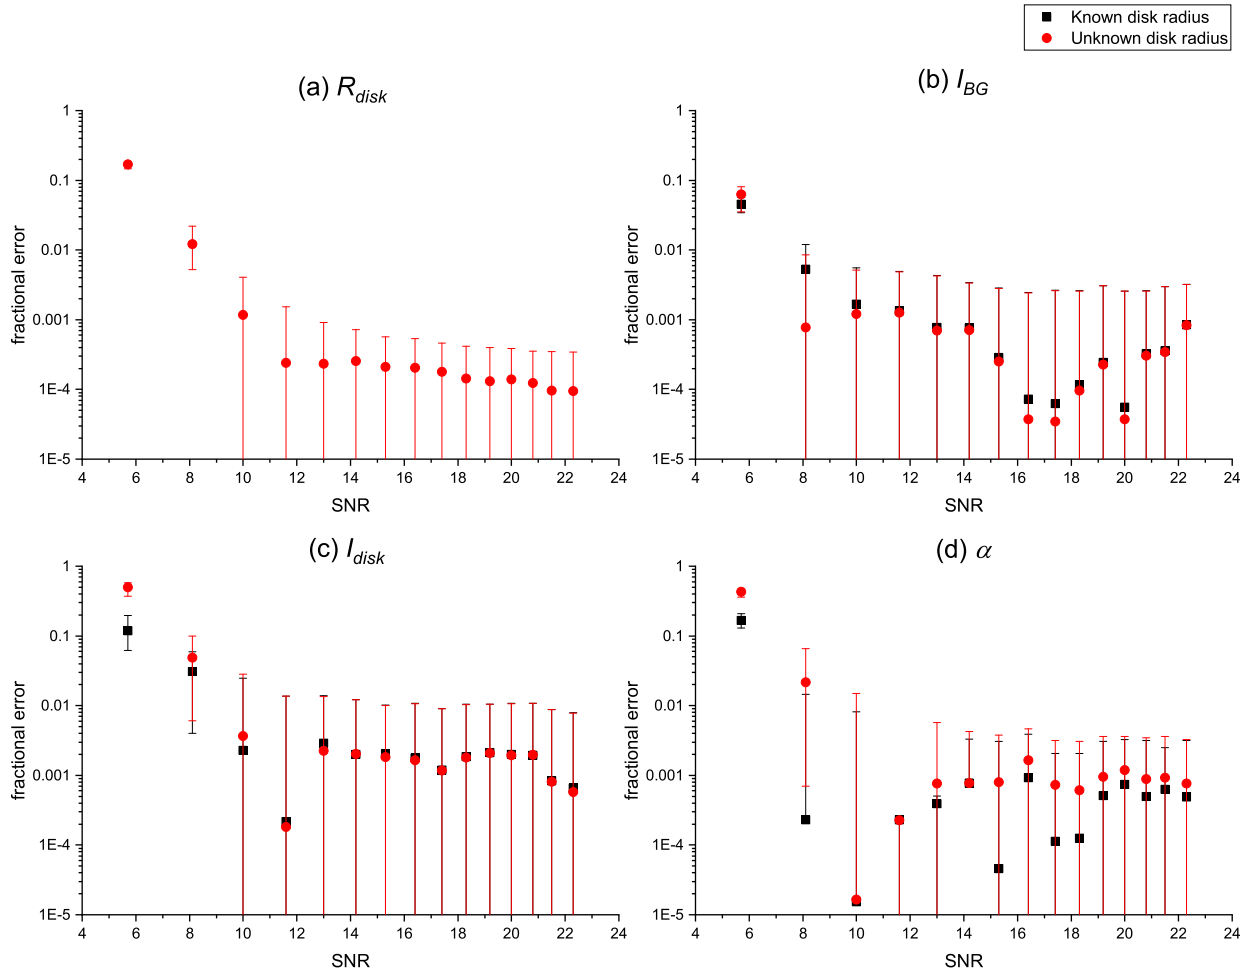 Known disk radius
Unknown disk radius
(a) R_disk
1
0.1
0.01
0.001
1E-4
1E-5
fractional error
4 6 8 10 12 14 16 18 20 22 24
SNR
(b) I_BG
1
0.1
0.01
0.001
1E-4
1E-5
fractional error
4 6 8 10 12 14 16 18 20 22 24
SNR
(c) I_disk
1
0.1
0.01
0.001
1E-4
1E-5
fractional error
4 6 8 10 12 14 16 18 20 22 24
SNR
(d) α
1
0.1
0.01
0.001
1E-4
1E-5
fractional error
4 6 8 10 12 14 16 18 20 22 24
SNR